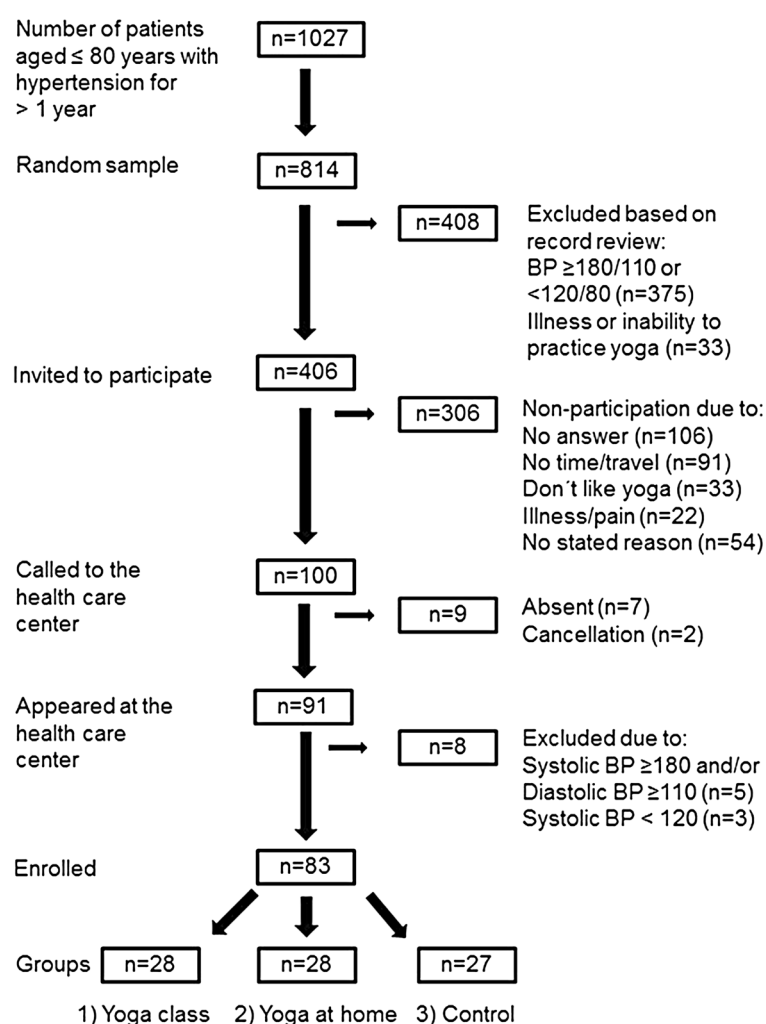 Number of patients
aged ≤ 80 years with
hypertension for
> 1 year
n=1027
Random sample
n=814
n=408
Excluded based on
record review:
BP ≥180/110 or
<120/80 (n=375)
Illness or inability to
practice yoga (n=33)
Invited to participate
n=406
n=306
Non-participation due to:
No answer (n=106)
No time/travel (n=91)
Don´t like yoga (n=33)
Illness/pain (n=22)
No stated reason (n=54)
Called to the
health care
center
n=100
n=9
Absent (n=7)
Cancellation (n=2)
Appeared at the
health care
center
n=91
n=8
Excluded due to:
Systolic BP ≥180 and/or
Diastolic BP ≥110 (n=5)
Systolic BP < 120 (n=3)
Enrolled
n=83
Groups
n=28
n=28
n=27
1) Yoga class
2) Yoga at home
3) Control